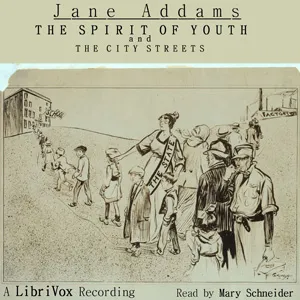 Jane Addams
THE SPIRIT OF YOUTH
and
THE CITY STREETS
FACTORY
A LibriVox Recording
Read by Mary Schneider